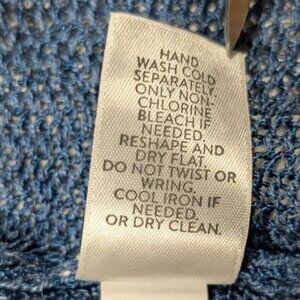 HAND
WASH COLD
SEPARATELY.
ONLY NON-
CHLORINE
BLEACH IF
NEEDED.
RESHAPE AND
DRY FLAT.
DO NOT TWIST OR
WRING.
COOL IRON IF
NEEDED.
OR DRY CLEAN.